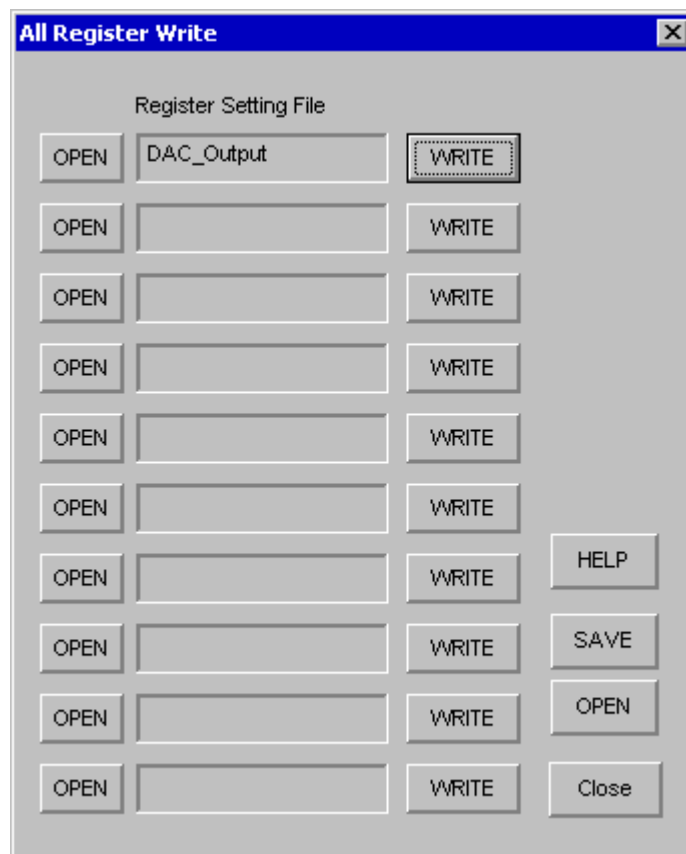 All Register Write
Register Setting File
OPEN DAC_Output WRITE
OPEN WRITE
OPEN WRITE
OPEN WRITE
OPEN WRITE
OPEN WRITE
OPEN WRITE HELP
OPEN WRITE SAVE
OPEN WRITE OPEN
OPEN WRITE Close